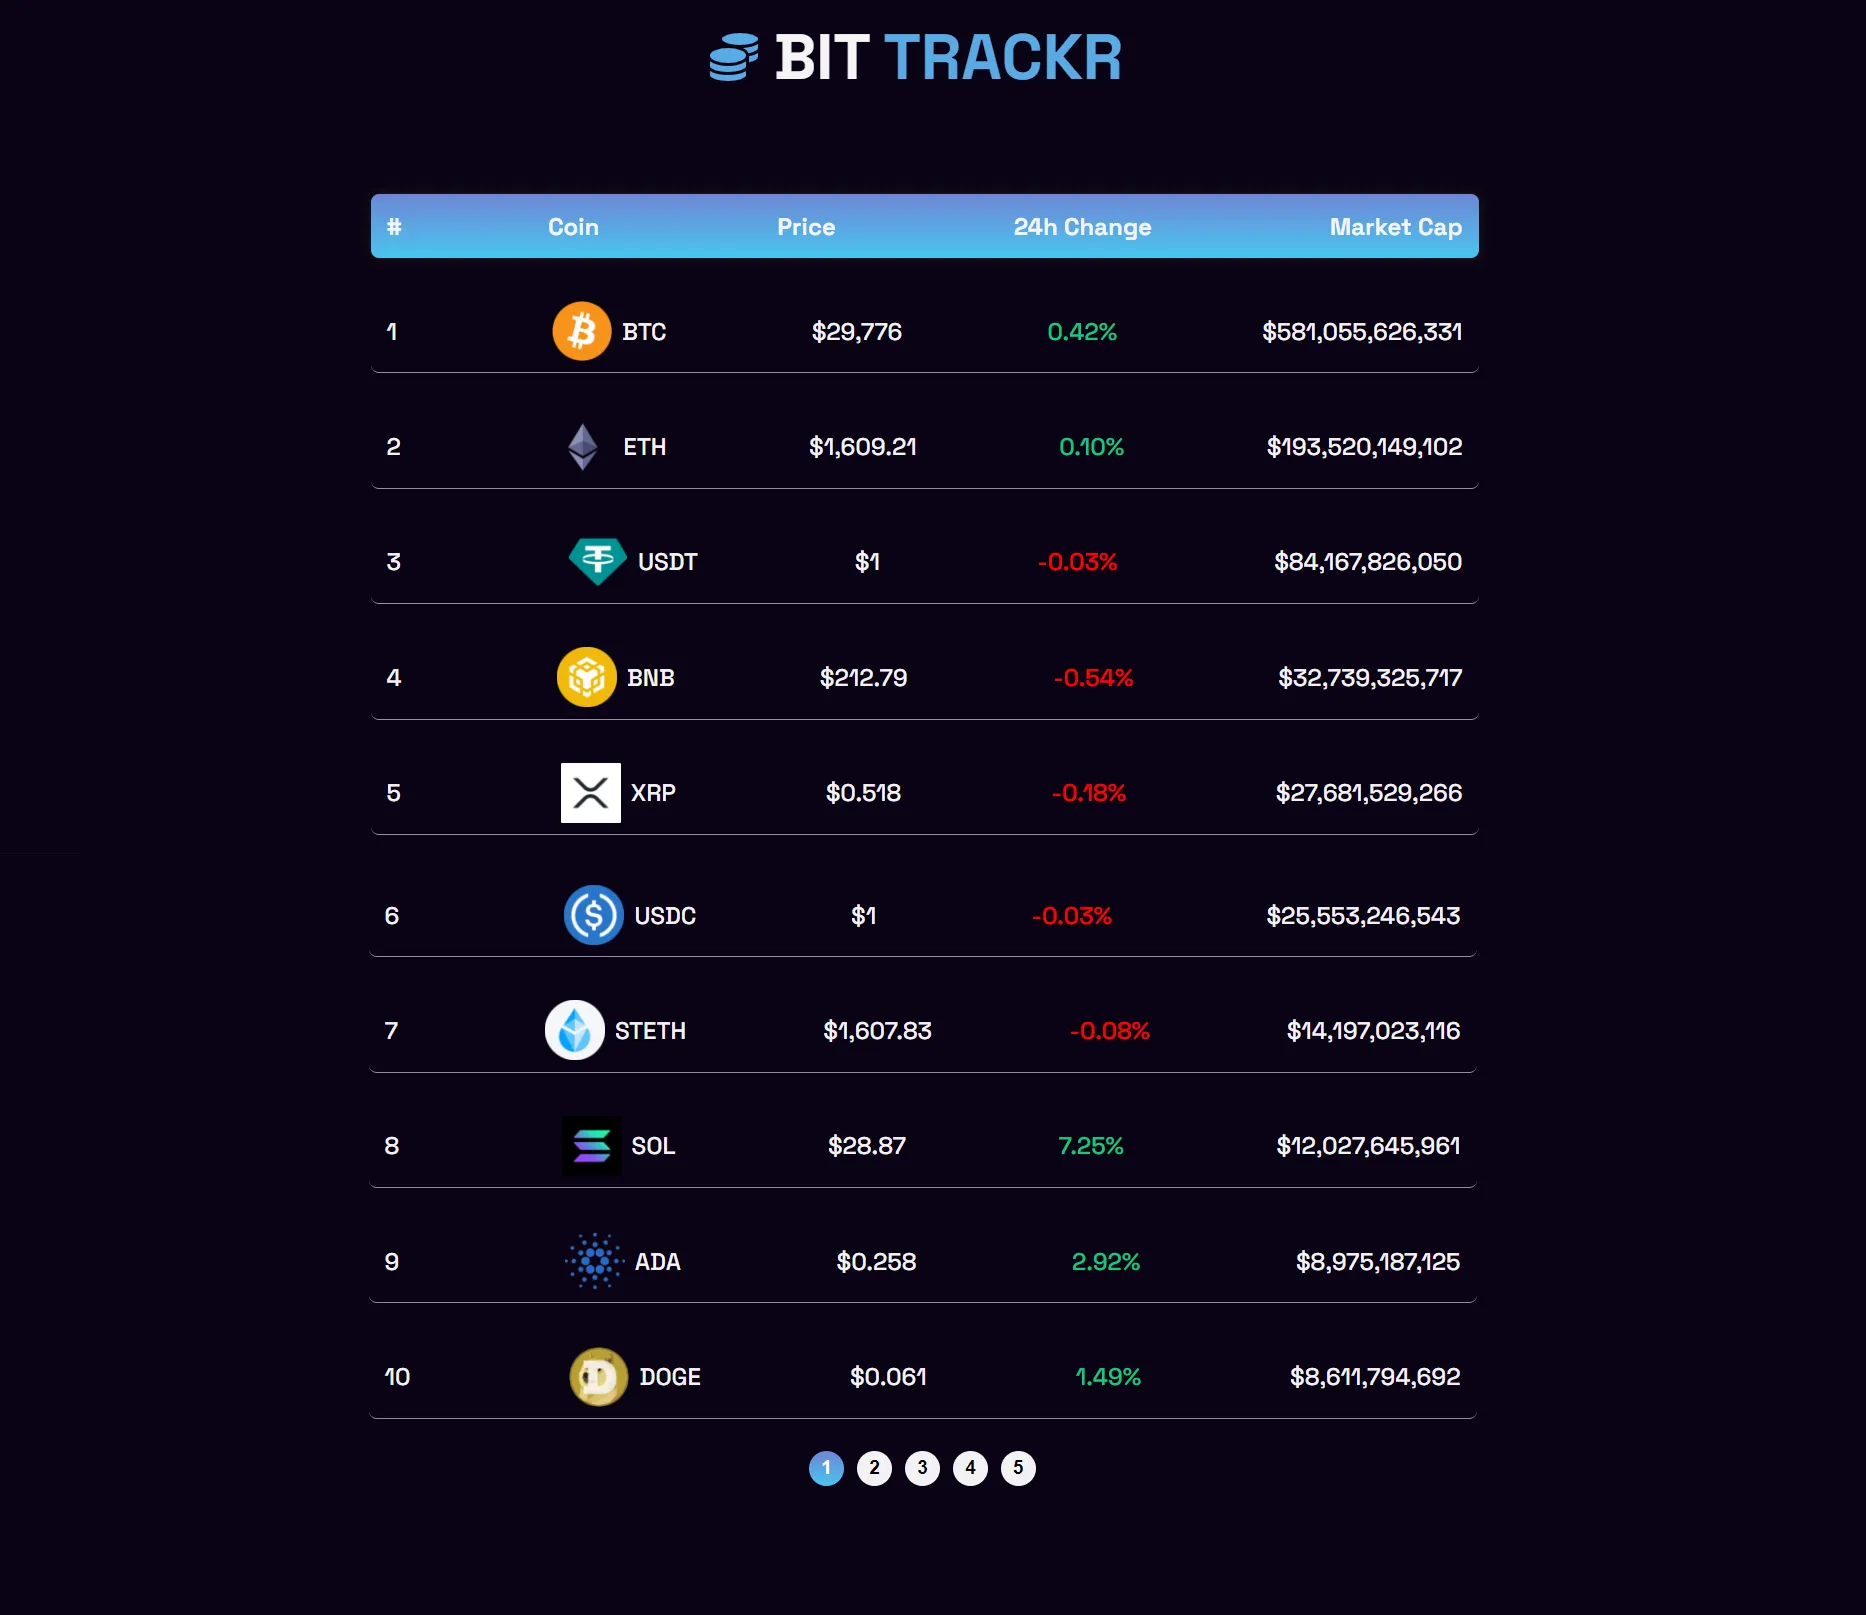 BIT TRACKR
# Coin Price 24h Change Market Cap
1 BTC $29,776 0.42% $581,055,626,331
2 ETH $1,609.21 0.10% $193,520,149,102
3 USDT $1 -0.03% $84,167,826,050
4 BNB $212.79 -0.54% $32,739,325,717
5 XRP $0.518 -0.18% $27,681,529,266
6 USDC $1 -0.03% $25,553,246,543
7 STETH $1,607.83 -0.08% $14,197,023,116
8 SOL $28.87 7.25% $12,027,645,961
9 ADA $0.258 2.92% $8,975,187,125
10 DOGE $0.061 1.49% $8,611,794,692
1 2 3 4 5